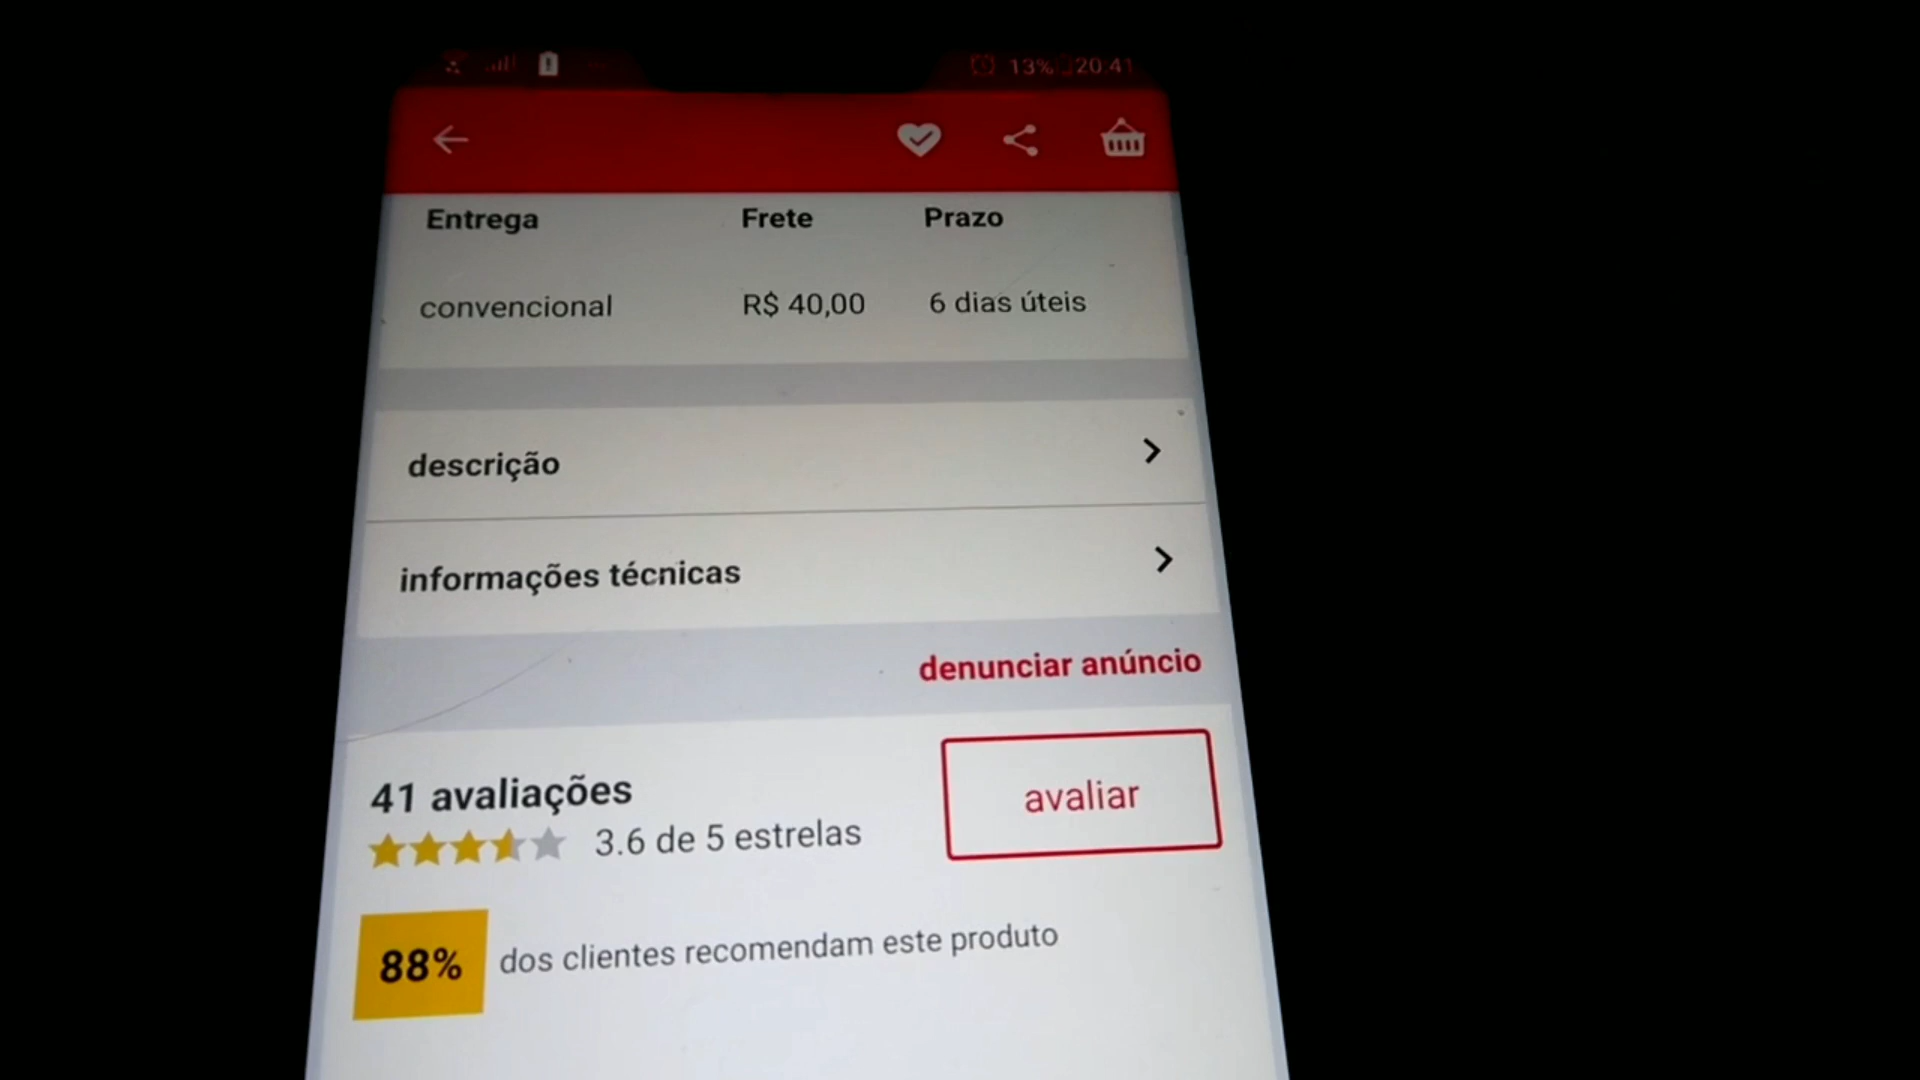 13% 20:41
Entrega Frete Prazo
convencional R$ 40,00 6 dias úteis
descrição
informações técnicas
denunciar anúncio
41 avaliações
avaliar
3.6 de 5 estrelas
88% dos clientes recomendam este produto